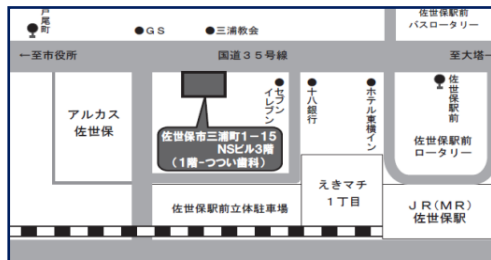 戸尾町
●GS
●三浦教会
佐世保駅前
バスロータリー
←至市役所
国道35号線
至大塔→
アルカス
佐世保
●セブン
イレブン
●十八銀行
●ホテル東横イン
佐世保駅前
佐世保市三浦町1-15
NSビル3階
(1階-つつい歯科)
佐世保駅前
ロータリー
佐世保駅前立体駐車場
えきマチ
1丁目
JR(MR)
佐世保駅